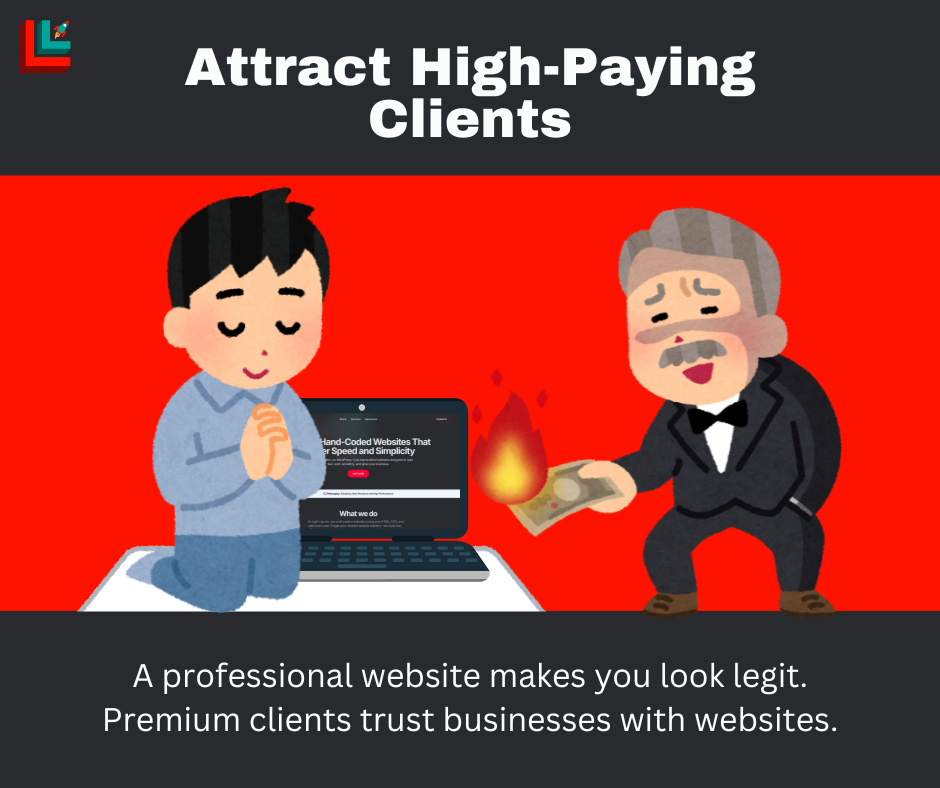 Attract High-Paying
Clients
Hand-Coded Websites That
er Speed and Simplicity
What we do
A professional website makes you look legit.
Premium clients trust businesses with websites.